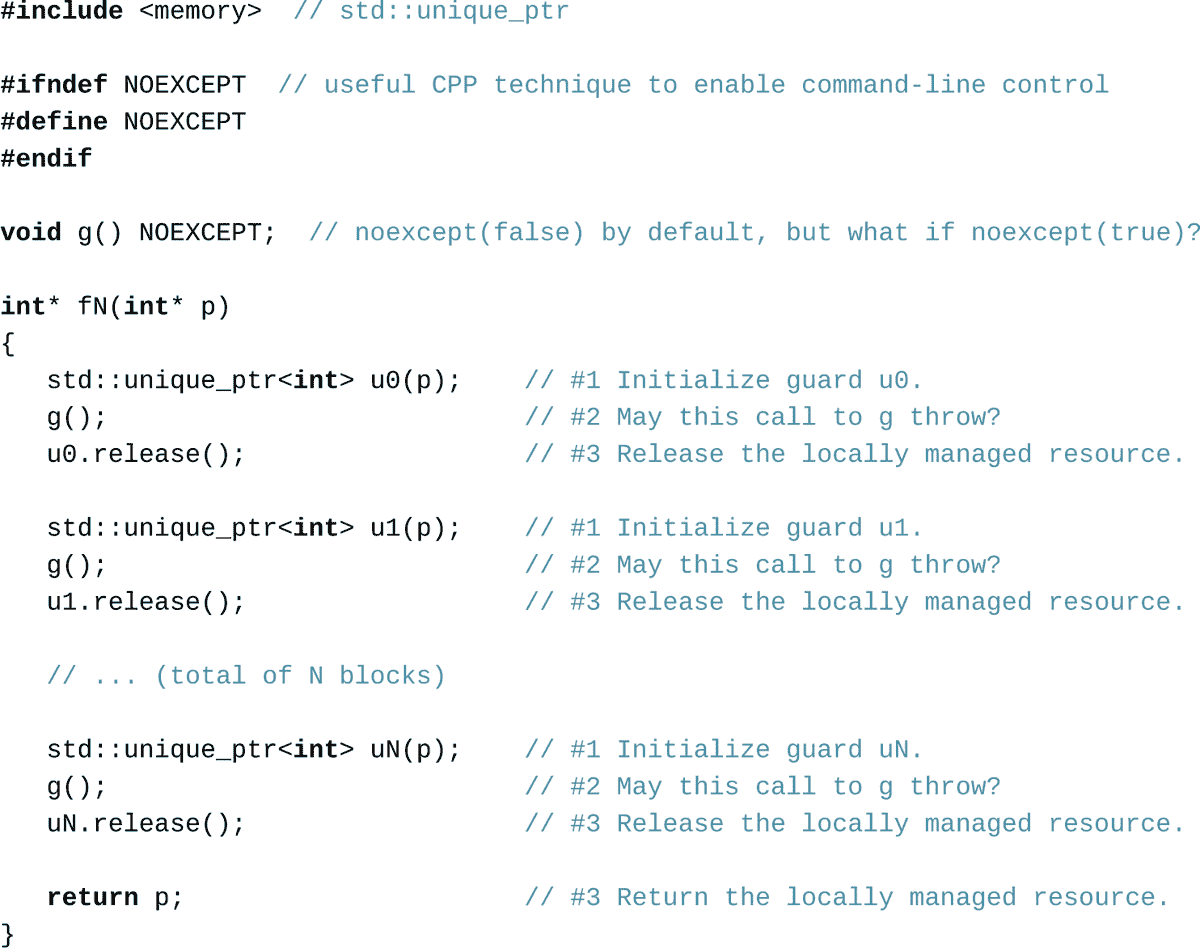 #include <memory>  // std::unique_ptr
#ifndef NOEXCEPT  // useful CPP technique to enable command-line control
#define NOEXCEPT
#endif
void g() NOEXCEPT;  // noexcept(false) by default, but what if noexcept(true)?
int* fN(int* p)
{
   std::unique_ptr<int> u0(p);    // #1 Initialize guard u0.
   g();                           // #2 May this call to g throw?
   u0.release();                  // #3 Release the locally managed resource.
   std::unique_ptr<int> u1(p);    // #1 Initialize guard u1.
   g();                           // #2 May this call to g throw?
   u1.release();                  // #3 Release the locally managed resource.
   // ... (total of N blocks)
   std::unique_ptr<int> uN(p);    // #1 Initialize guard uN.
   g();                           // #2 May this call to g throw?
   uN.release();                  // #3 Release the locally managed resource.
   return p;                      // #3 Return the locally managed resource.
}